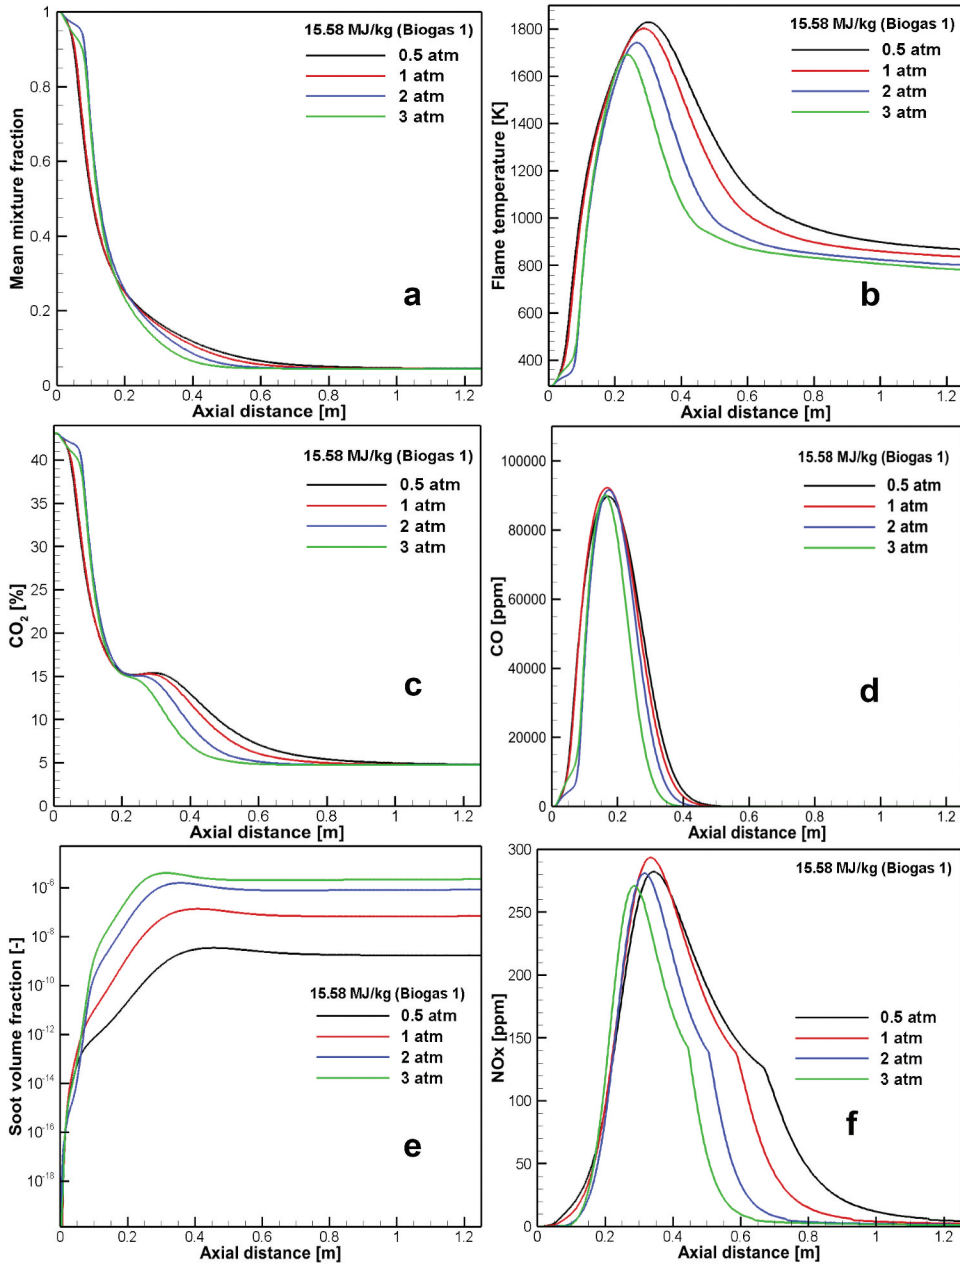 15.58 MJ/kg (Biogas 1)
0.5 atm
1 atm
2 atm
3 atm
Mean mixture fraction
1
0.8
0.6
0.4
0.2
0
a
0 0.2 0.4 0.6 0.8 1 1.2
Axial distance [m]
15.58 MJ/kg (Biogas 1)
0.5 atm
1 atm
2 atm
3 atm
Flame temperature [K]
1800
1600
1400
1200
1000
800
600
400
b
0 0.2 0.4 0.6 0.8 1 1.2
Axial distance [m]
15.58 MJ/kg (Biogas 1)
0.5 atm
1 atm
2 atm
3 atm
CO₂ [%]
40
35
30
25
20
15
10
5
0
c
0 0.2 0.4 0.6 0.8 1 1.2
Axial distance [m]
15.58 MJ/kg (Biogas 1)
0.5 atm
1 atm
2 atm
3 atm
CO [ppm]
100000
80000
60000
40000
20000
0
d
0 0.2 0.4 0.6 0.8 1 1.2
Axial distance [m]
Soot volume fraction [-]
10⁻⁶
10⁻⁸
10⁻¹⁰
10⁻¹²
10⁻¹⁴
10⁻¹⁶
10⁻¹⁸
15.58 MJ/kg (Biogas 1)
0.5 atm
1 atm
2 atm
3 atm
e
0 0.2 0.4 0.6 0.8 1 1.2
Axial distance [m]
15.58 MJ/kg (Biogas 1)
0.5 atm
1 atm
2 atm
3 atm
NOx [ppm]
300
250
200
150
100
50
0
f
0 0.2 0.4 0.6 0.8 1 1.2
Axial distance [m]